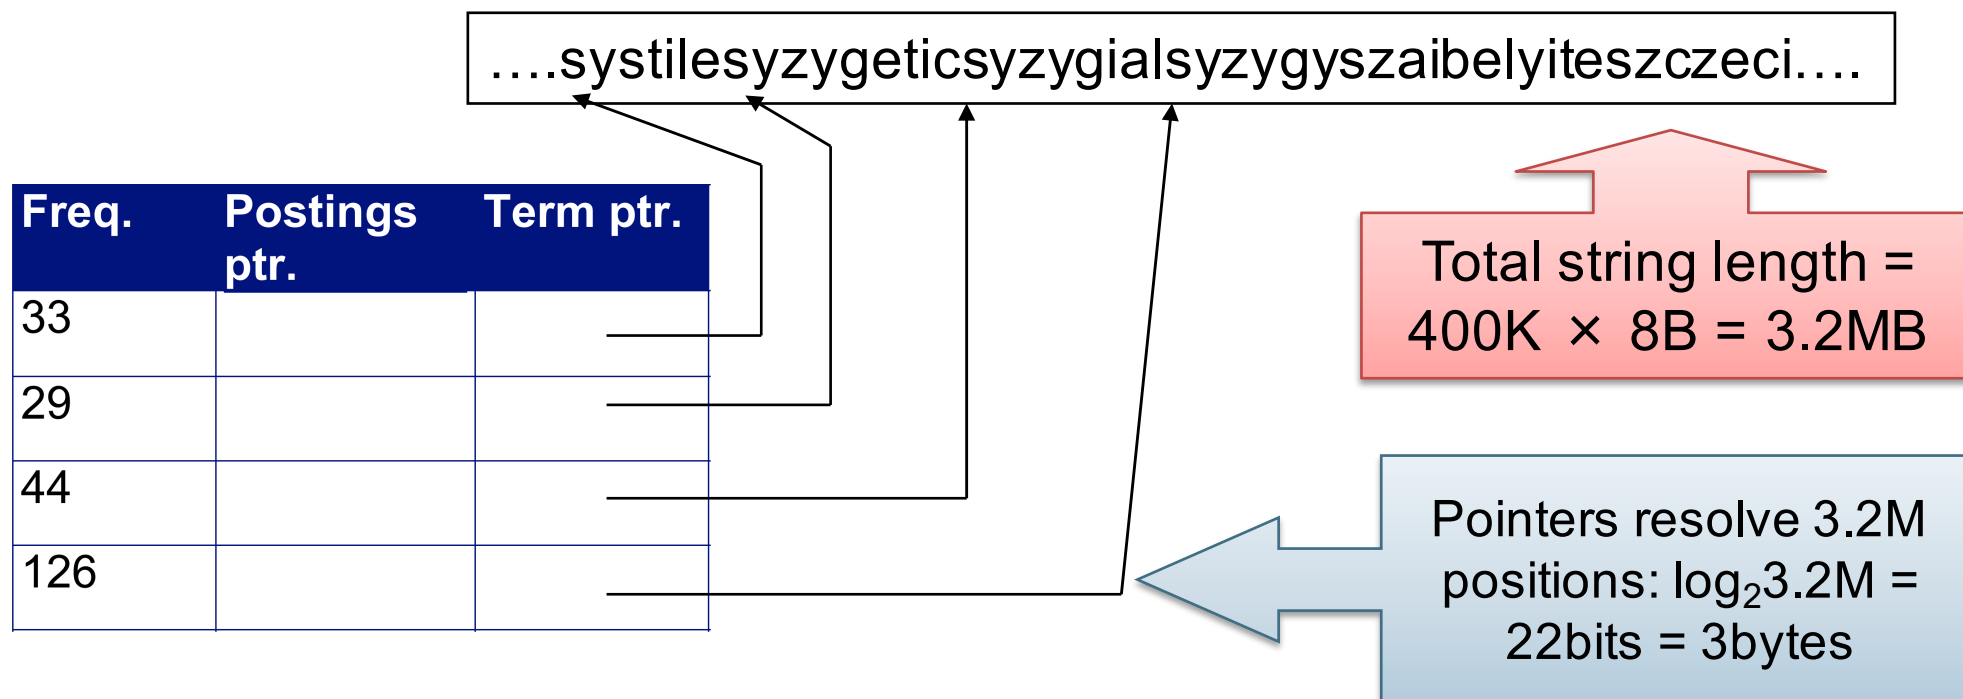 ….systilesyzygeticsyzygialsyzygyszaibelyiteszczeci….
Freq. Postings ptr. Term ptr.
33
29
44
126
Total string length =
400K × 8B = 3.2MB
Pointers resolve 3.2M
positions: log₂3.2M =
22bits = 3bytes